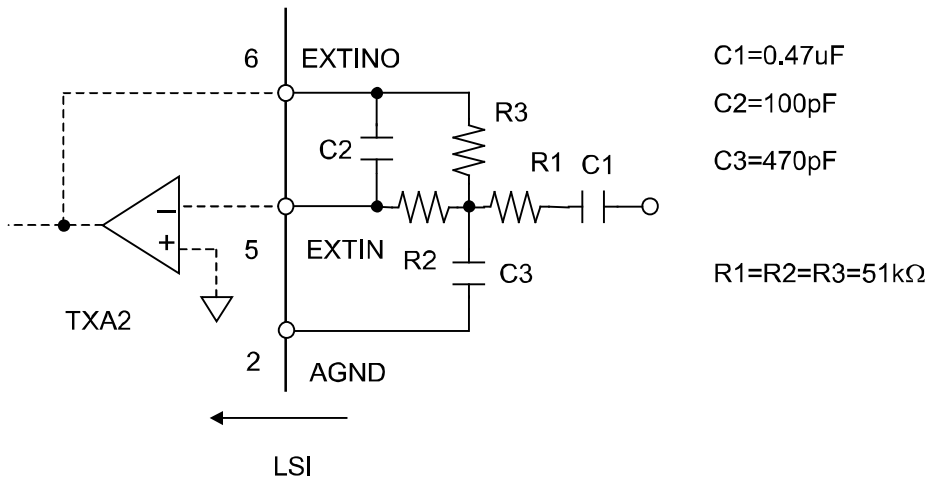 6
EXTINO
C1=0.47uF
R3
C2=100pF
C2
R1
C1
C3=470pF
−
+
5
EXTIN
R2
C3
R1=R2=R3=51kΩ
TXA2
2
AGND
LSI